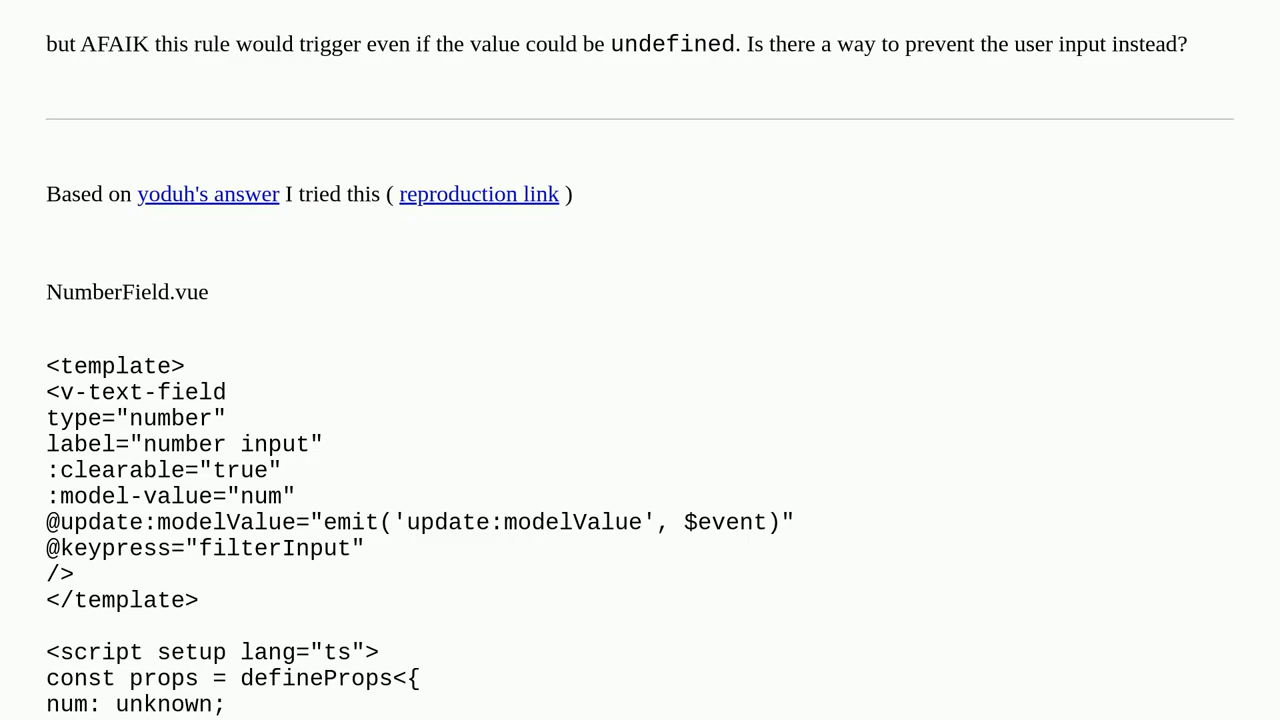 but AFAIK this rule would trigger even if the value could be undefined. Is there a way to prevent the user input instead?
Based on yoduh's answer I tried this ( reproduction link )
NumberField.vue
<template>
<v-text-field
type="number"
label="number input"
:clearable="true"
:model-value="num"
@update:modelValue="emit('update:modelValue', $event)"
@keypress="filterInput"
/>
</template>
<script setup lang="ts">
const props = defineProps<{
num: unknown;